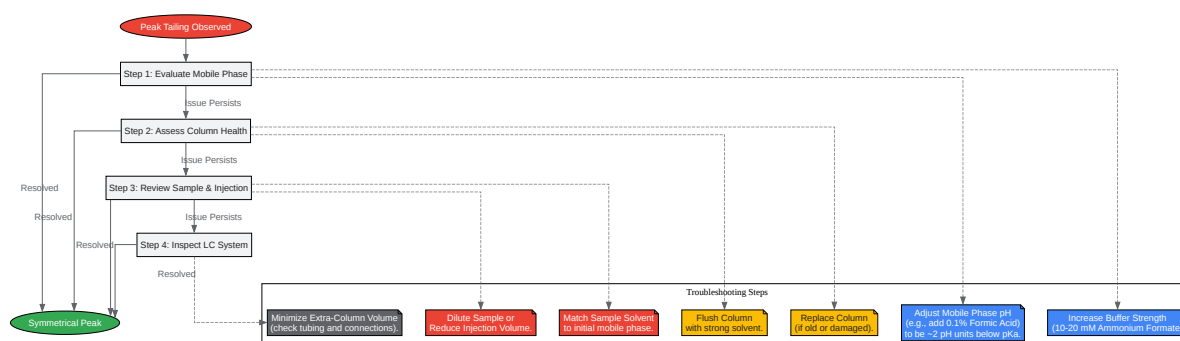 Peak Tailing Observed
Step 1: Evaluate Mobile Phase
Issue Persists
Step 2: Assess Column Health
Issue Persists
Step 3: Review Sample & Injection
Resolved
Resolved
Issue Persists
Resolved
Step 4: Inspect LC System
Resolved
Troubleshooting Steps
Symmetrical Peak
Minimize Extra-Column Volume
(check tubing and connections).
Dilute Sample or
Reduce Injection Volume.
Match Sample Solvent
to initial mobile phase.
Flush Column
with strong solvent.
Replace Column
(if old or damaged).
Adjust Mobile Phase pH
(e.g., add 0.1% Formic Acid)
to be ~2 pH units below pKa.
Increase Buffer Strength
(10-20 mM Ammonium Formate